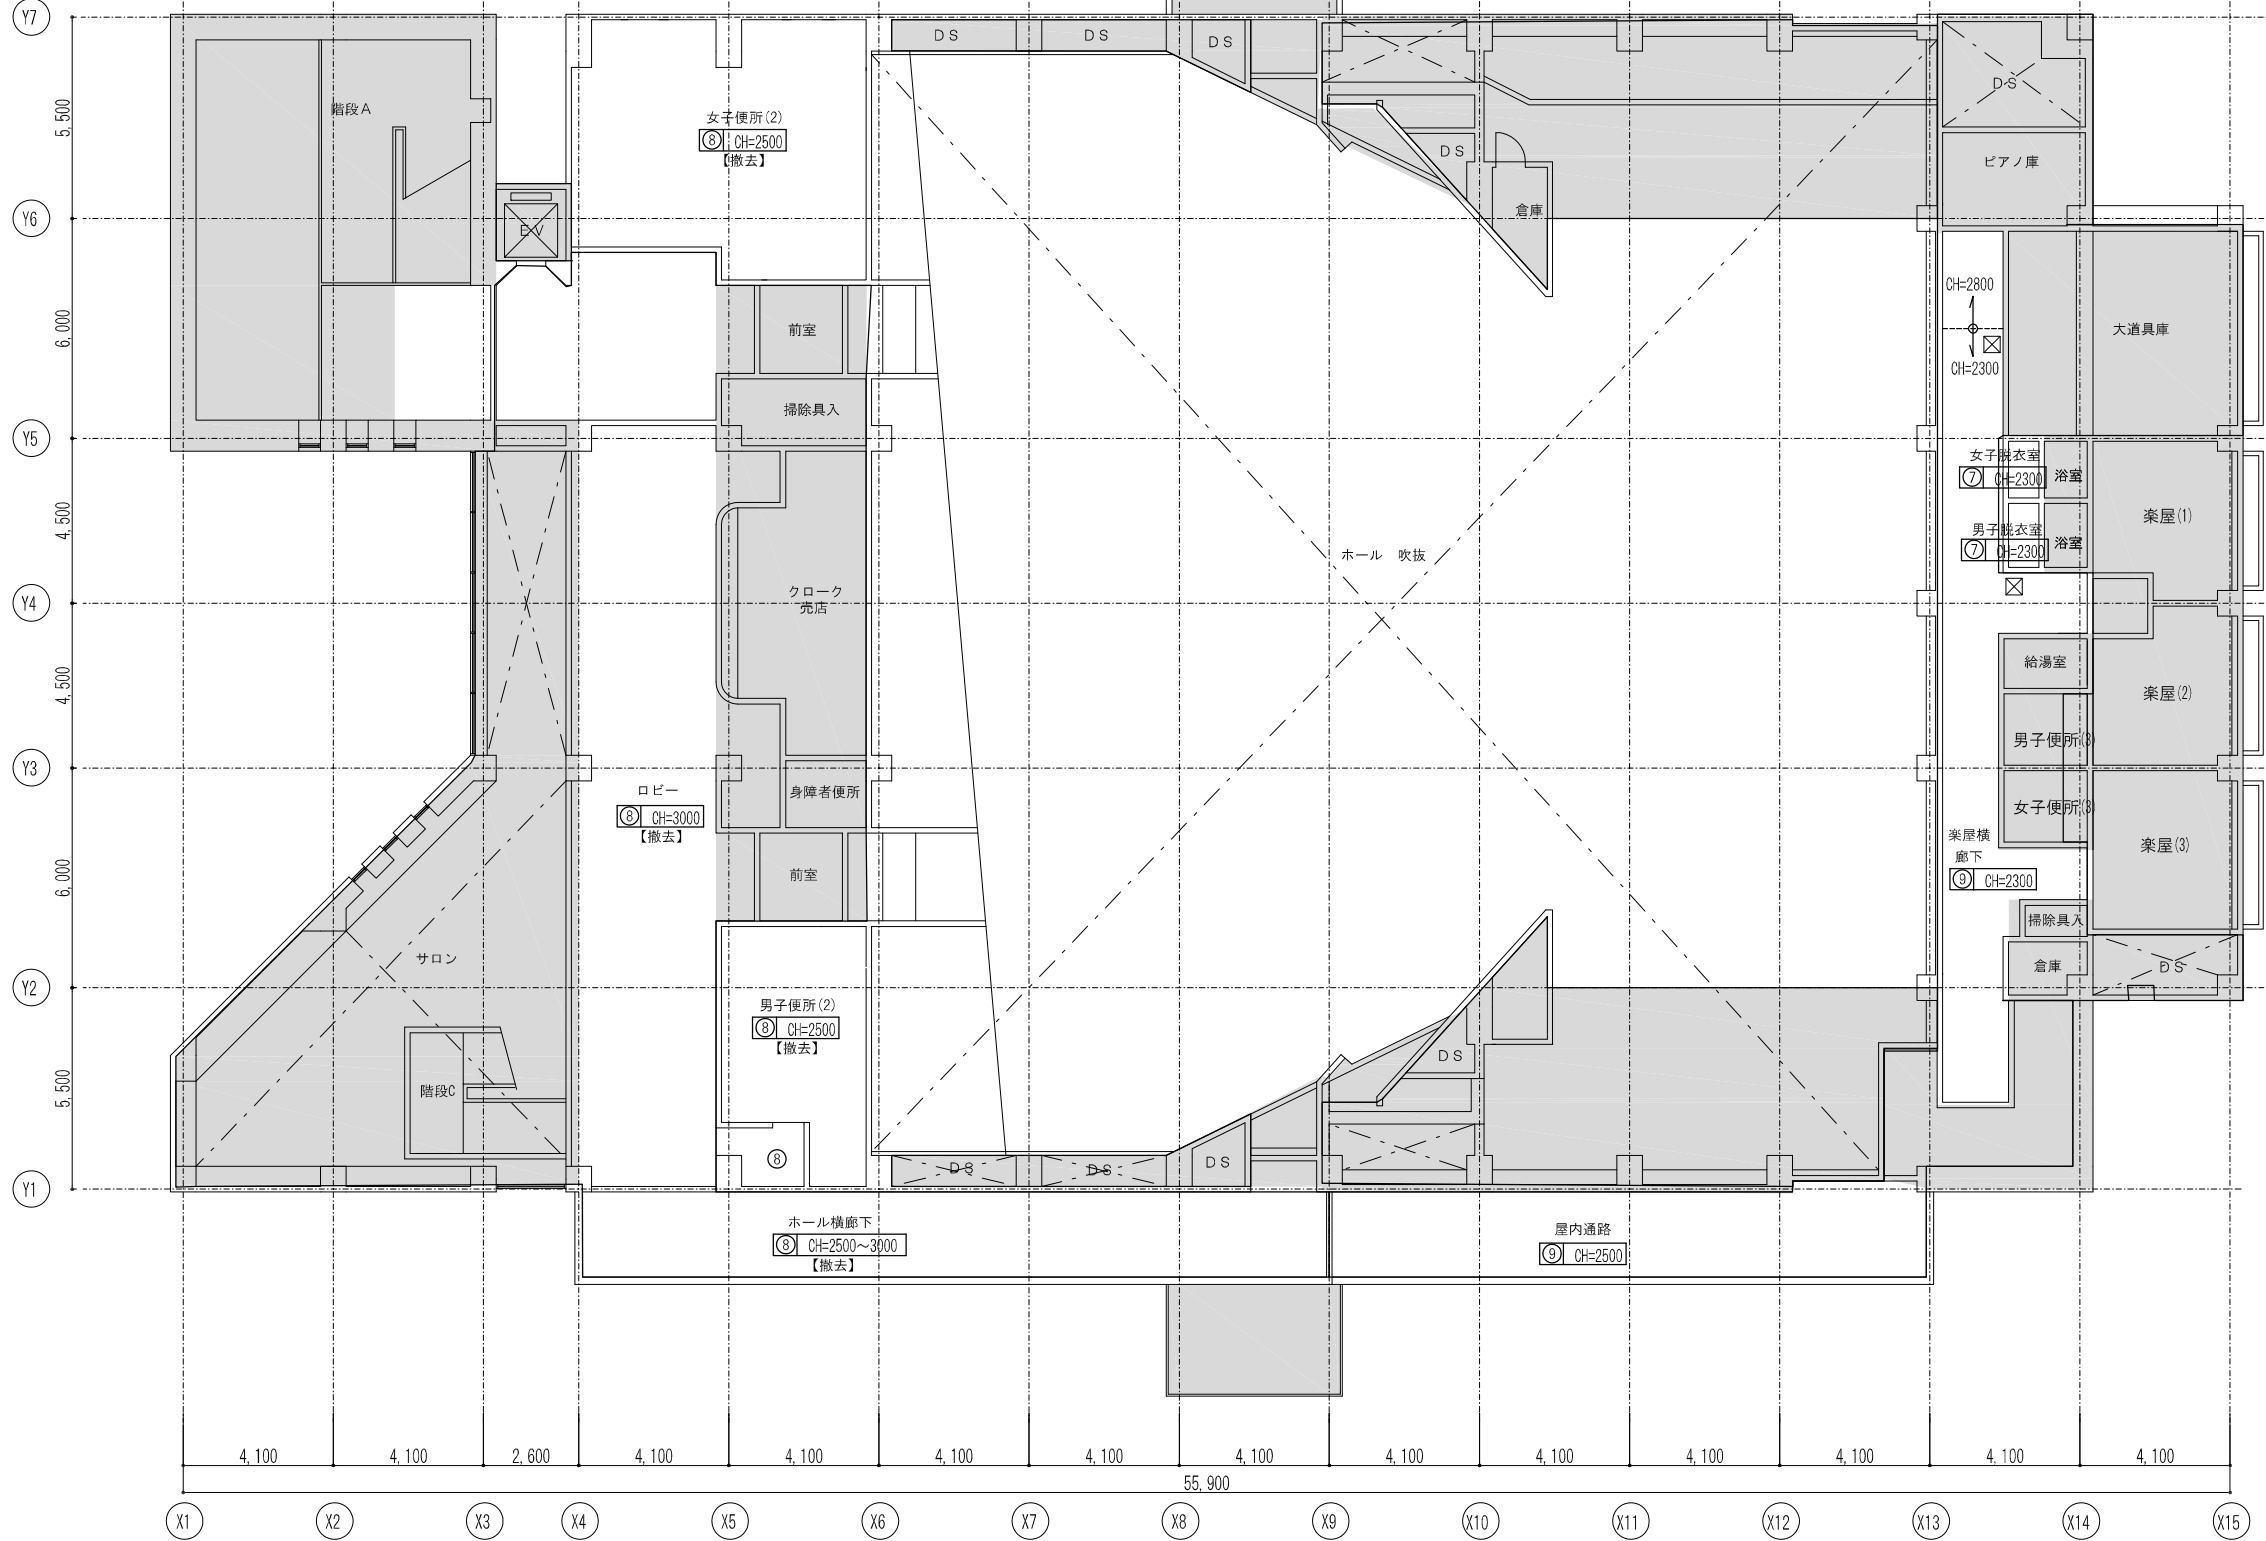 Y7
Y6
Y5
Y4
Y3
Y2
Y1
5,500
6,000
4,500
4,500
6,000
5,500
DS
DS
DS
階段A
女子便所(2)
⑧ CH=2500
【撤去】
DS
DS
ピアノ庫
倉庫
EV
CH=2800
CH=2300
大道具庫
前室
掃除具入
女子脱衣室
⑦ CH=2300
浴室
楽屋(1)
男子脱衣室
⑦ CH=2300
浴室
ホール 吹抜
クローク
売店
給湯室
楽屋(2)
男子便所(3)
ロビー
⑧ CH=3000
【撤去】
身障者便所
女子便所(3)
楽屋横
廊下
⑨ CH=2300
楽屋(3)
前室
掃除具入
サロン
倉庫
DS
男子便所(2)
⑧ CH=2500
【撤去】
DS
階段C
⑧
DS
DS
DS
ホール横廊下
⑧ CH=2500～3000
【撤去】
屋内通路
⑨ CH=2500
4,100
4,100
2,600
4,100
4,100
4,100
4,100
4,100
4,100
4,100
4,100
4,100
4,100
4,100
55,900
X1
X2
X3
X4
X5
X6
X7
X8
X9
X10
X11
X12
X13
X14
X15